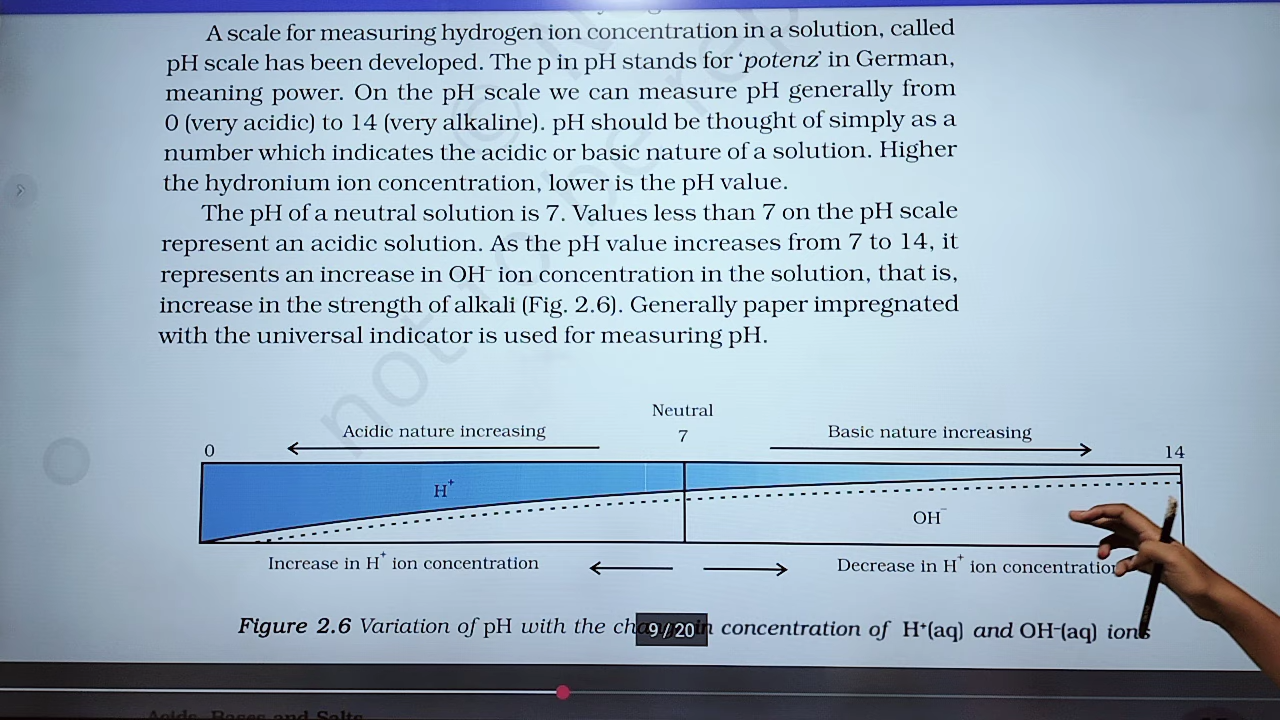 A scale for measuring hydrogen ion concentration in a solution, called
pH scale has been developed. The p in pH stands for ‘potenz’ in German,
meaning power. On the pH scale we can measure pH generally from
0 (very acidic) to 14 (very alkaline). pH should be thought of simply as a
number which indicates the acidic or basic nature of a solution. Higher
the hydronium ion concentration, lower is the pH value.
The pH of a neutral solution is 7. Values less than 7 on the pH scale
represent an acidic solution. As the pH value increases from 7 to 14, it
represents an increase in OH⁻ ion concentration in the solution, that is,
increase in the strength of alkali (Fig. 2.6). Generally paper impregnated
with the universal indicator is used for measuring pH.
Neutral
Acidic nature increasing 7 Basic nature increasing
0 14
H⁺
OH⁻
Increase in H⁺ ion concentration Decrease in H⁺ ion
Figure 2.6 Variation of pH with the in concentration of H⁺(aq) and OH⁻(aq) ions
9 / 20
Acids, Bases and Salts